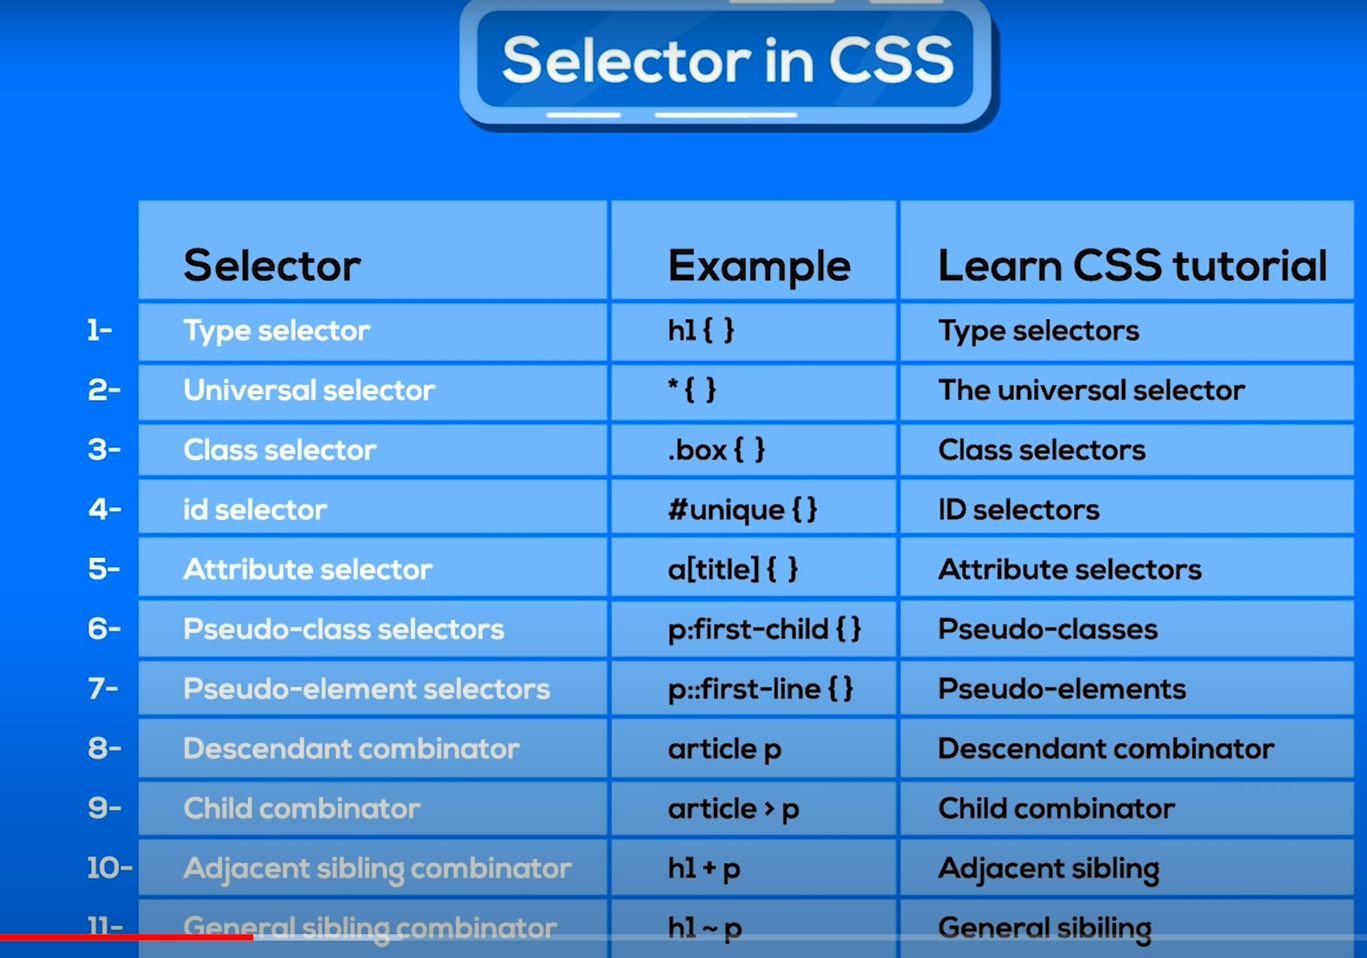 Selector in CSS
Selector Example Learn CSS tutorial
1- Type selector h1 { } Type selectors
2- Universal selector * { } The universal selector
3- Class selector .box { } Class selectors
4- id selector #unique { } ID selectors
5- Attribute selector a[title] { } Attribute selectors
6- Pseudo-class selectors p:first-child { } Pseudo-classes
7- Pseudo-element selectors p::first-line { } Pseudo-elements
8- Descendant combinator article p Descendant combinator
9- Child combinator article > p Child combinator
10- Adjacent sibling combinator h1 + p Adjacent sibling
11- General sibling combinator h1 ~ p General sibiling